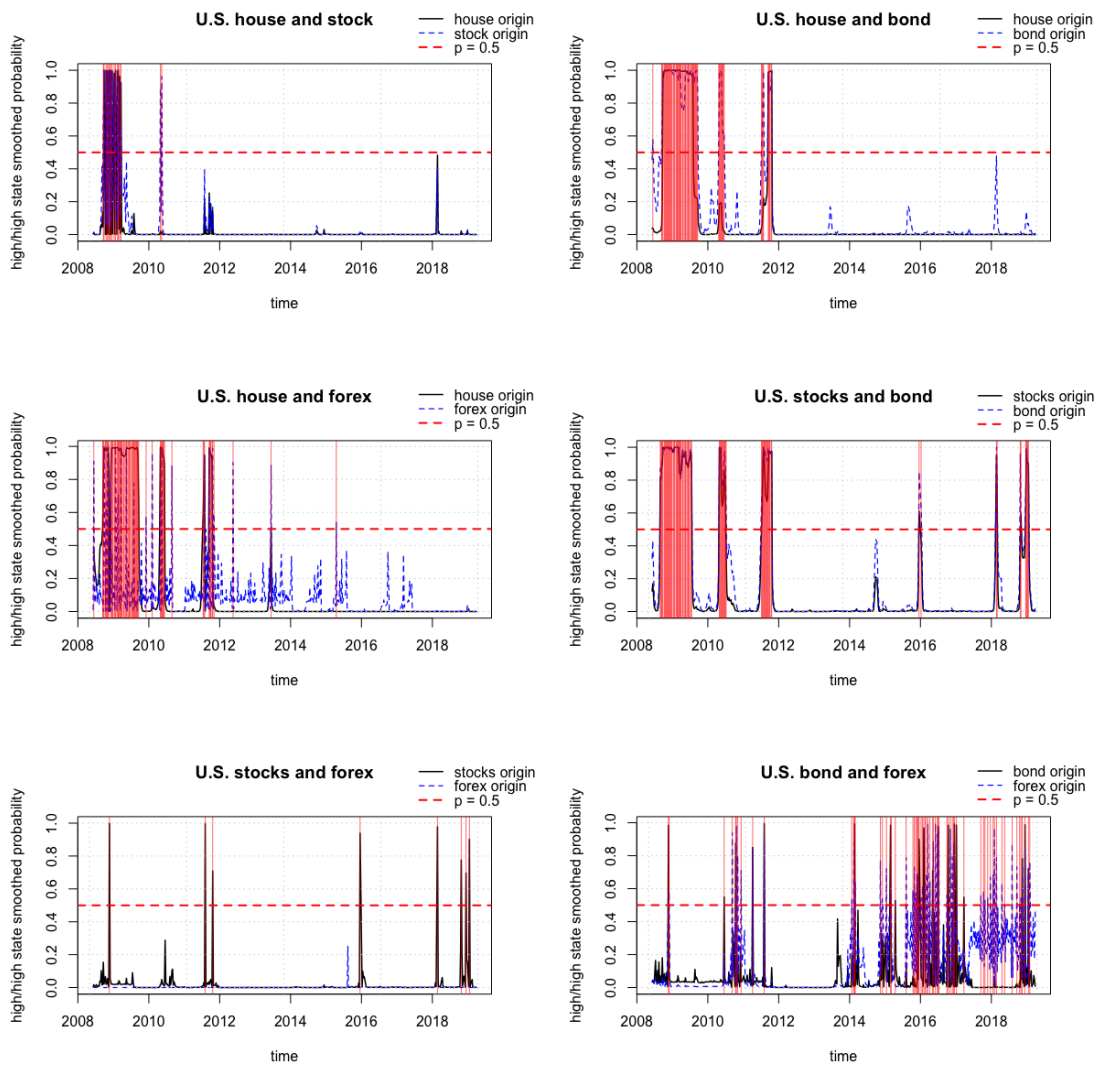 U.S. house and stock
house origin
stock origin
p = 0.5
high/high state smoothed probability
0.0 0.2 0.4 0.6 0.8 1.0
2008 2010 2012 2014 2016 2018
time
U.S. house and bond
house origin
bond origin
p = 0.5
high/high state smoothed probability
0.0 0.2 0.4 0.6 0.8 1.0
2008 2010 2012 2014 2016 2018
time
U.S. house and forex
house origin
forex origin
p = 0.5
high/high state smoothed probability
0.0 0.2 0.4 0.6 0.8 1.0
2008 2010 2012 2014 2016 2018
time
U.S. stocks and bond
stocks origin
bond origin
p = 0.5
high/high state smoothed probability
0.0 0.2 0.4 0.6 0.8 1.0
2008 2010 2012 2014 2016 2018
time
U.S. stocks and forex
stocks origin
forex origin
p = 0.5
high/high state smoothed probability
0.0 0.2 0.4 0.6 0.8 1.0
2008 2010 2012 2014 2016 2018
time
U.S. bond and forex
bond origin
forex origin
p = 0.5
high/high state smoothed probability
0.0 0.2 0.4 0.6 0.8 1.0
2008 2010 2012 2014 2016 2018
time